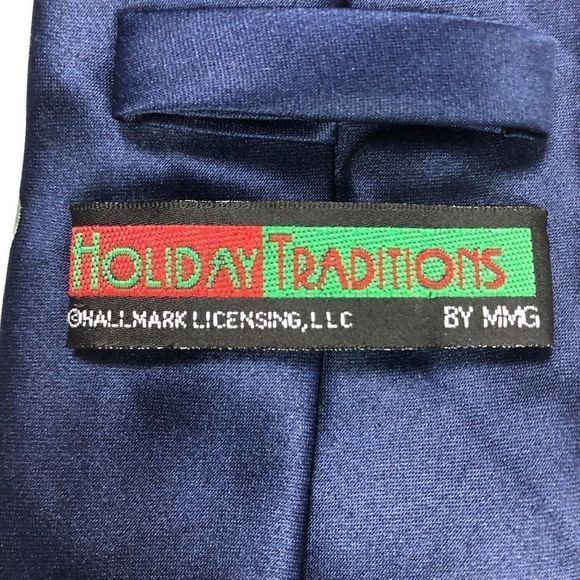 HOLIDAY TRADITIONS
©HALLMARK LICENSING, LLC BY MMG